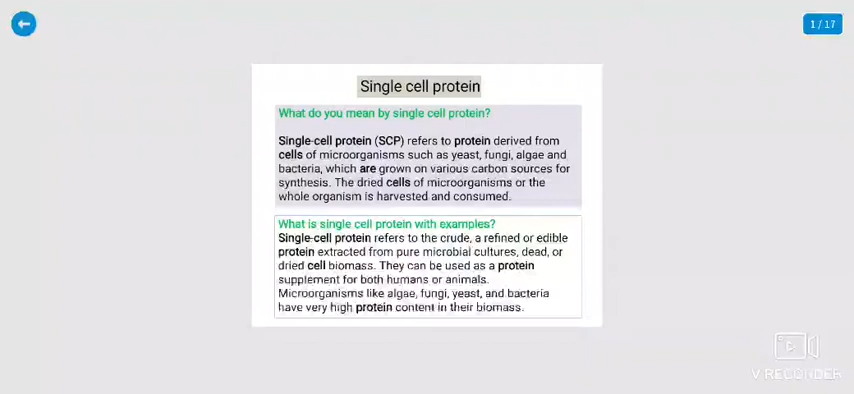 1 / 17
Single cell protein
What do you mean by single cell protein?
Single-cell protein (SCP) refers to protein derived from
cells of microorganisms such as yeast, fungi, algae and
bacteria, which are grown on various carbon sources for
synthesis. The dried cells of microorganisms or the
whole organism is harvested and consumed.
What is single cell protein with examples?
Single-cell protein refers to the crude, a refined or edible
protein extracted from pure microbial cultures, dead, or
dried cell biomass. They can be used as a protein
supplement for both humans or animals.
Microorganisms like algae, fungi, yeast, and bacteria
have very high protein content in their biomass.
V RECORDER